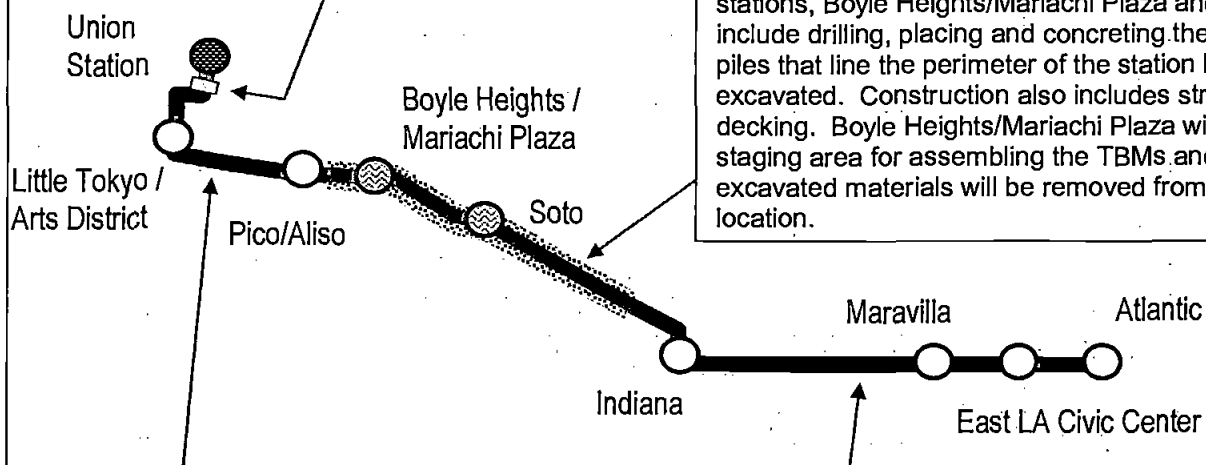 stations, Boyle Heights/Mariachi Plaza and
include drilling, placing and concreting the
piles that line the perimeter of the station
excavated. Construction also includes
decking. Boyle Heights/Mariachi Plaza
staging area for assembling the TBMs and
excavated materials will be removed from
location.
Union
Station
Boyle Heights /
Mariachi Plaza
Little Tokyo /
Arts District
Pico/Aliso
Soto
Maravilla
Atlantic
Indiana
East LA Civic Center